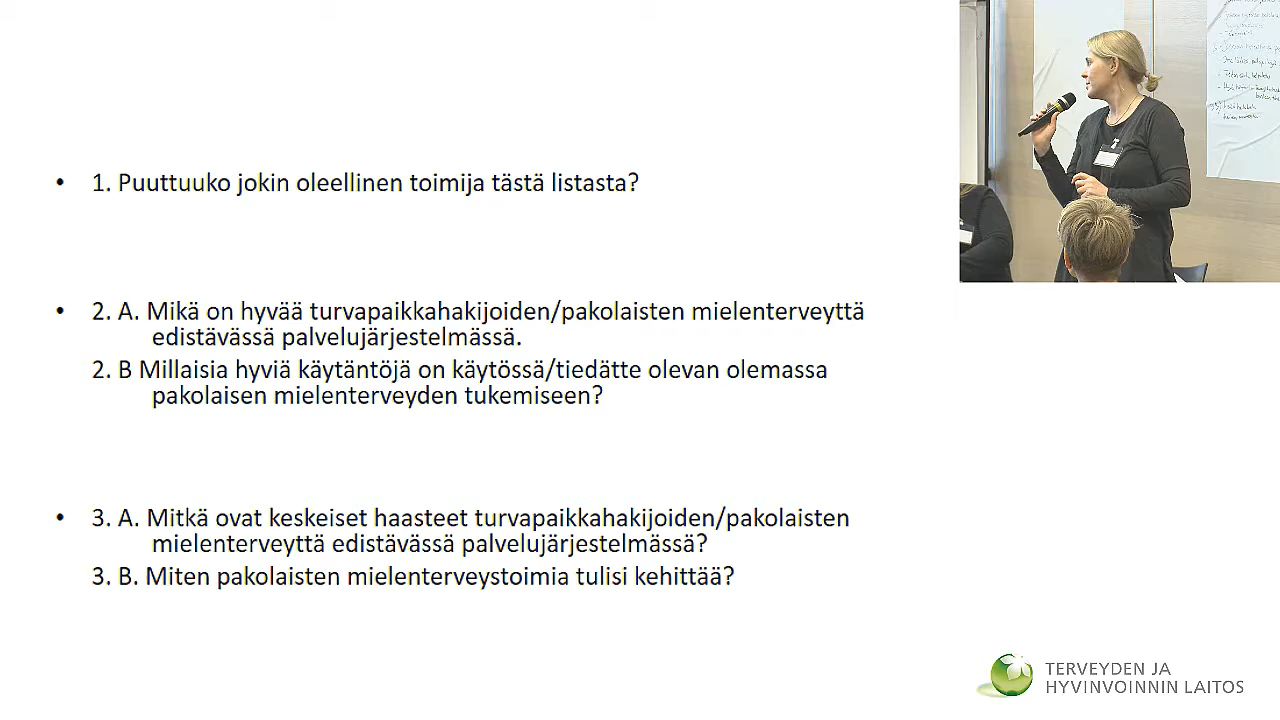 • 1. Puuttuuko jokin oleellinen toimija tästä listasta?
• 2. A. Mikä on hyvää turvapaikkahakijoiden/pakolaisten mielenterveyttä
edistävässä palvelujärjestelmässä.
2. B Millaisia hyviä käytäntöjä on käytössä/tiedätte olevan olemassa
pakolaisen mielenterveyden tukemiseen?
• 3. A. Mitkä ovat keskeiset haasteet turvapaikkahakijoiden/pakolaisten
mielenterveyttä edistävässä palvelujärjestelmässä?
3. B. Miten pakolaisten mielenterveystoimia tulisi kehittää?
TERVEYDEN JA
HYVINVOINNIN LAITOS